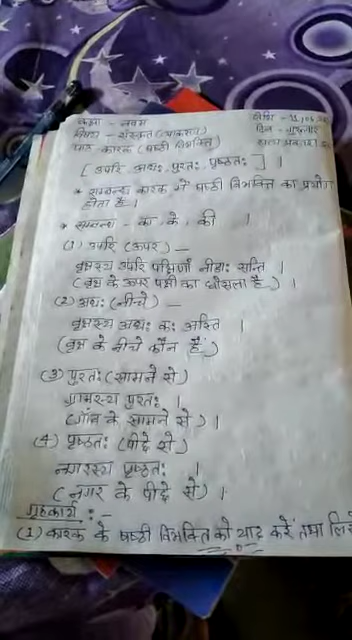 कक्षा - नवम
दिनांक - 11/08/
विषय - संस्कृत (व्याकरण)
दिन - गुरुवार
पाठ - कारक (षष्ठी विभक्ति)
[ उपरि, अधः, पुरतः, पृष्ठतः ] ।
* सम्बन्ध कारक में षष्ठी विभक्ति का प्रयोग
होता है ।
* सम्बन्ध - का, के, की ।
(1) उपरि (ऊपर) -
वृक्षस्य उपरि पक्षिणां नीडाः सन्ति ।
(वृक्ष के ऊपर पक्षी का घोंसला है) ।
(2) अधः (नीचे) -
वृक्षस्य अधः कः अस्ति ।
(वृक्ष के नीचे कौन है)
(3) पुरतः (सामने से)
ग्रामस्य पुरतः ।
(गाँव के सामने से) ।
(4) पृष्ठतः (पीछे से)
नगरस्य पृष्ठतः ।
(नगर के पीछे से) ।
गृहकार्य :-
(1) कारक के षष्ठी विभक्ति को याद करें तथा